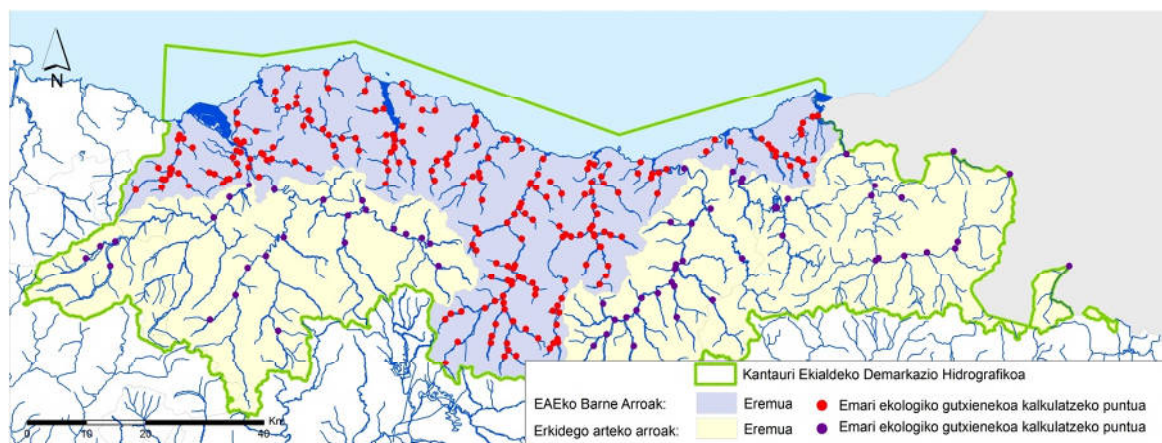 N
0 10 20 40
Km
Kantauri Ekialdeko Demarkazio Hidrografikoa
EAEko Barne Arroak: Eremua Emari ekologiko gutxienekoa kalkulatzeko puntua
Erkidego arteko arroak: Eremua Emari ekologiko gutxienekoa kalkulatzeko puntua